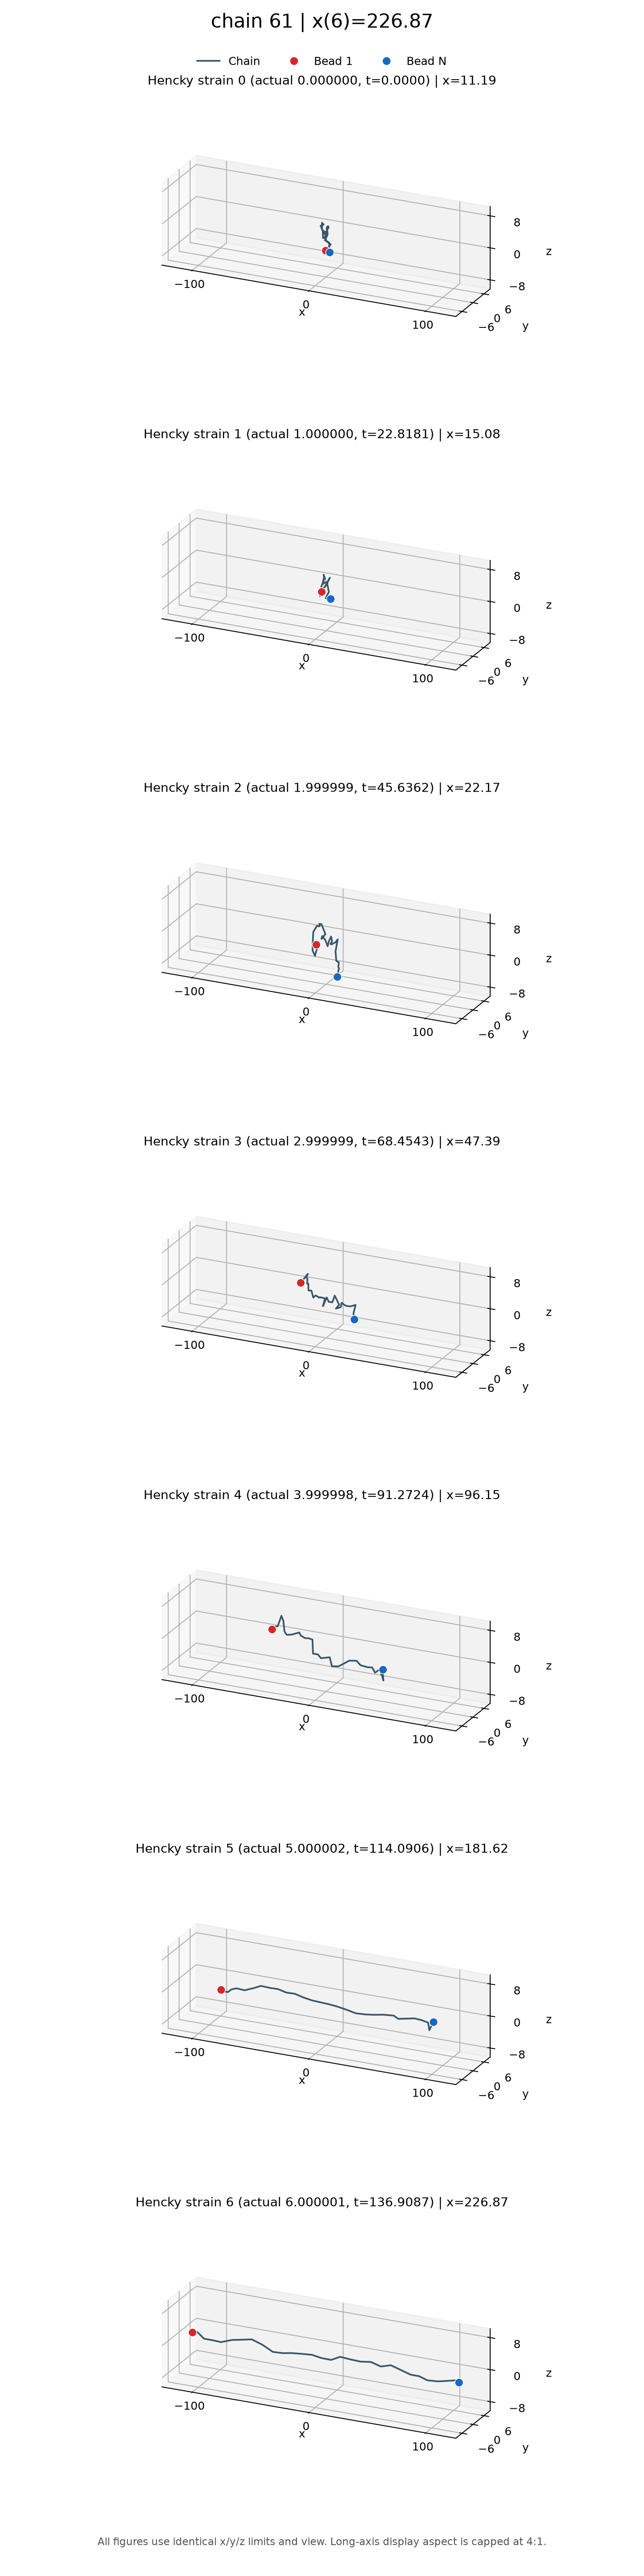 chain 61 | x(6)=226.87
Chain Bead 1 Bead N
Hencky strain 0 (actual 0.000000, t=0.0000) | x=11.19
8
0
−8
z
6
0
−6
y
−100
0
100
x
Hencky strain 1 (actual 1.000000, t=22.8181) | x=15.08
8
0
−8
z
6
0
−6
y
−100
0
100
x
Hencky strain 2 (actual 1.999999, t=45.6362) | x=22.17
8
0
−8
z
6
0
−6
y
−100
0
100
x
Hencky strain 3 (actual 2.999999, t=68.4543) | x=47.39
8
0
−8
z
6
0
−6
y
−100
0
100
x
Hencky strain 4 (actual 3.999998, t=91.2724) | x=96.15
8
0
−8
z
6
0
−6
y
−100
0
100
x
Hencky strain 5 (actual 5.000002, t=114.0906) | x=181.62
8
0
−8
z
6
0
−6
y
−100
0
100
x
Hencky strain 6 (actual 6.000001, t=136.9087) | x=226.87
8
0
−8
z
6
0
−6
y
−100
0
100
x
All figures use identical x/y/z limits and view. Long-axis display aspect is capped at 4:1.